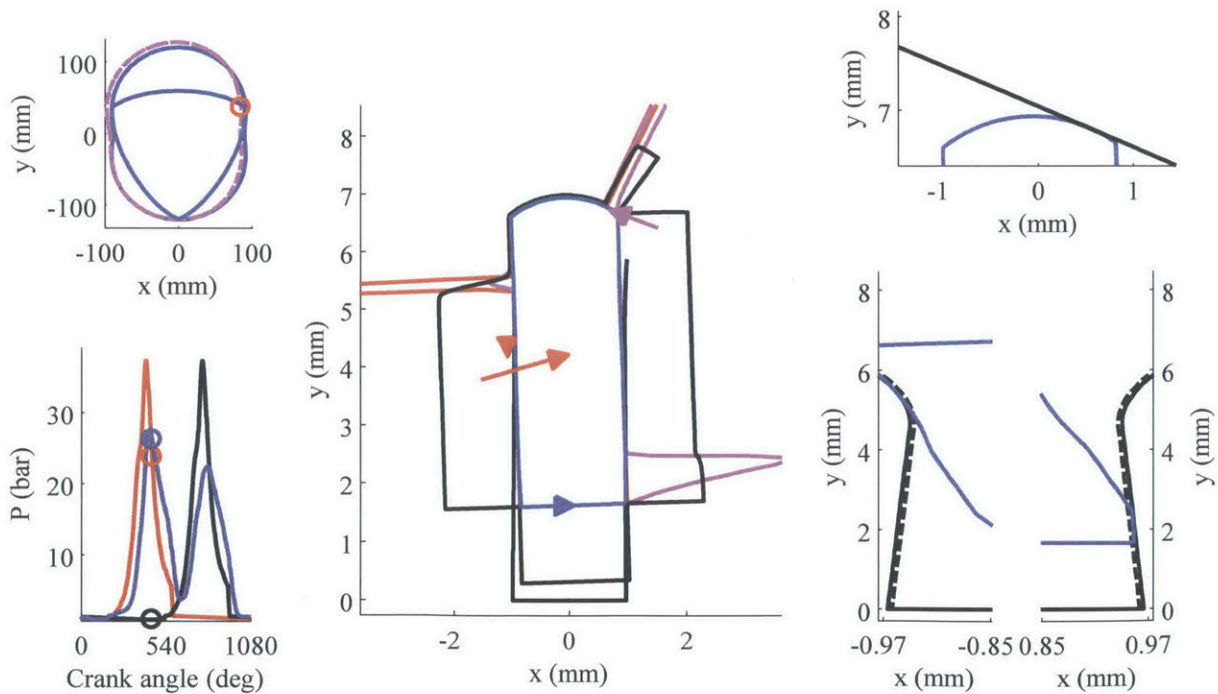 100
0
-100
y (mm)
-100 0 100
x (mm)
30
20
10
P (bar)
0 540 1080
Crank angle (deg)
8
7
6
5
4
3
2
1
0
y (mm)
-2 0 2
x (mm)
8
7
y (mm)
-1 0 1
x (mm)
8
6
4
2
0
y (mm)
-0.97 -0.85
x (mm)
8
6
4
2
0
y (mm)
0.85 0.97
x (mm)